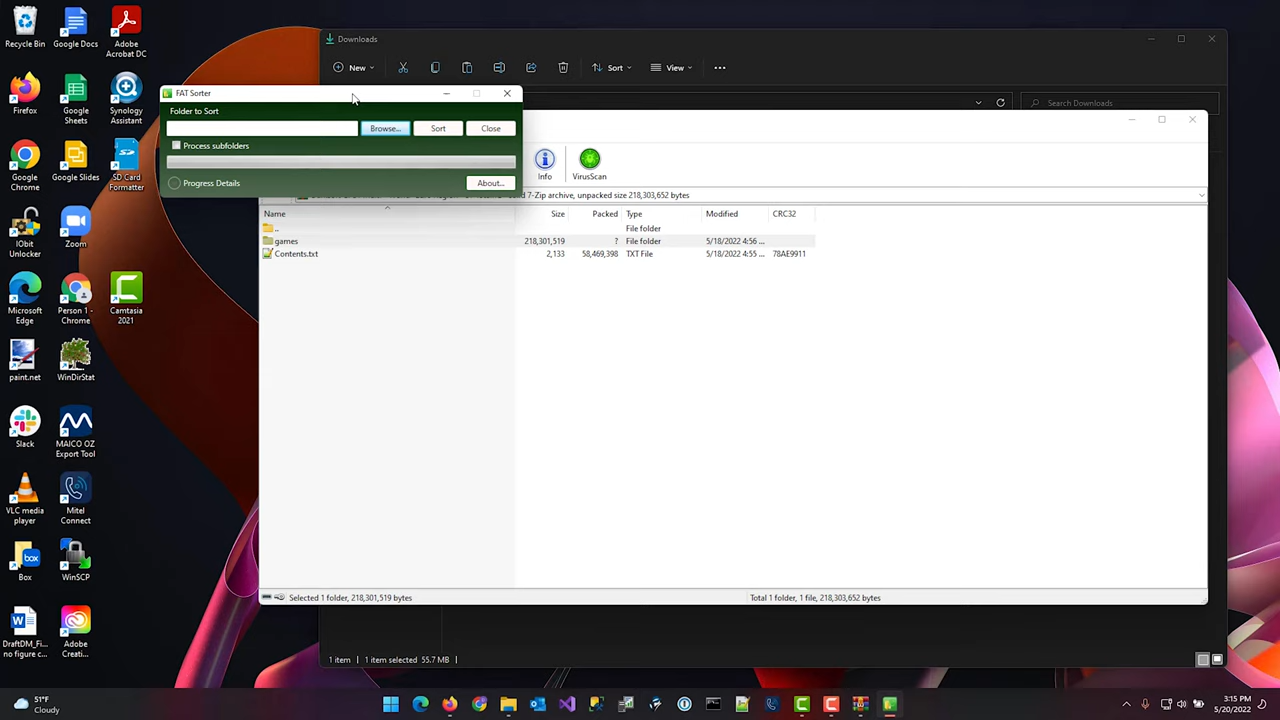 Recycle Bin
Google Docs
Adobe Acrobat DC
Firefox
Google Sheets
Synology Assistant
Google Chrome
Google Slides
SD Card Formatter
IObit Unlocker
Zoom
Microsoft Edge
Person 1 - Chrome
Camtasia 2021
paint.net
WinDirStat
Slack
MAICO OZ Export Tool
VLC media player
Mitel Connect
Box
WinSCP
DraftDM_Fi... no figure c...
Adobe Creati...
Downloads
New
Sort
View
Search Downloads
FAT Sorter
Folder to Sort
Browse...
Sort
Close
Process subfolders
Progress Details
About...
Info
VirusScan
7-Zip archive, unpacked size 218,303,652 bytes
Name
Size
Packed
Type
Modified
CRC32
..
File folder
games
218,301,519
?
File folder
5/18/2022 4:56 ...
Contents.txt
2,133
58,469,398
TXT File
5/18/2022 4:55 ...
78AE9911
Selected 1 folder, 218,301,519 bytes
Total 1 folder, 1 file, 218,303,652 bytes
1 item
1 item selected 55.7 MB
51°F
Cloudy
3:15 PM
5/20/2022